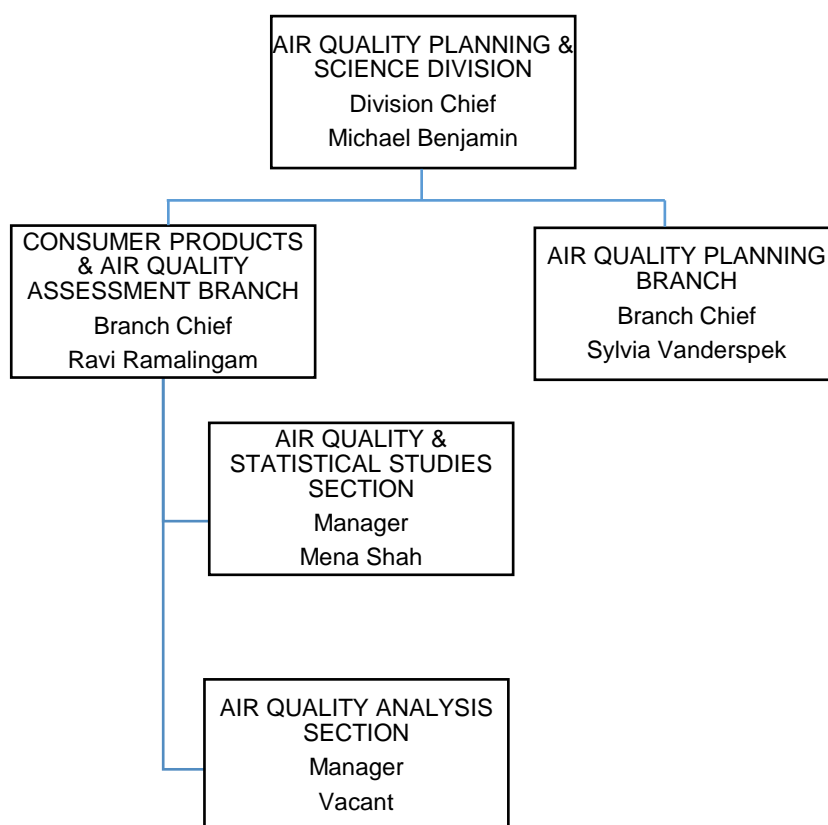 AIR QUALITY PLANNING &
SCIENCE DIVISION
Division Chief
Michael Benjamin
CONSUMER PRODUCTS
& AIR QUALITY
ASSESSMENT BRANCH
Branch Chief
Ravi Ramalingam
AIR QUALITY PLANNING
BRANCH
Branch Chief
Sylvia Vanderspek
AIR QUALITY &
STATISTICAL STUDIES
SECTION
Manager
Mena Shah
AIR QUALITY ANALYSIS
SECTION
Manager
Vacant